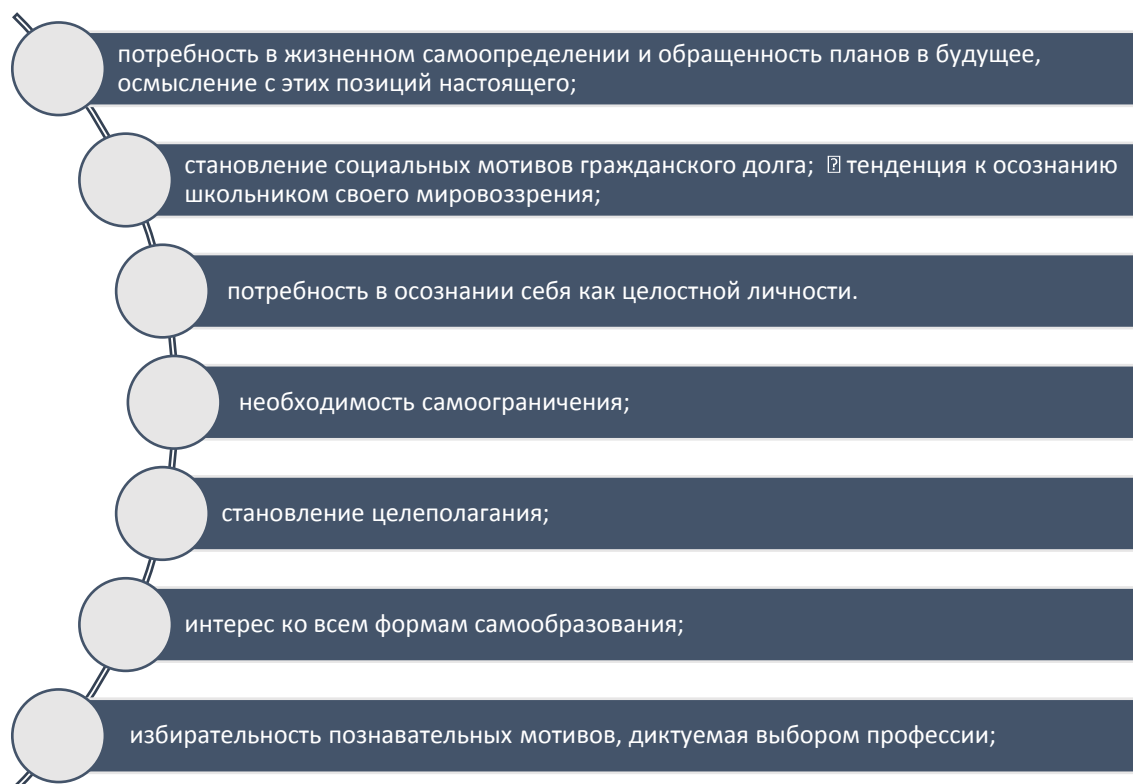 потребность в жизненном самоопределении и обращенность планов в будущее,
осмысление с этих позиций настоящего;
становление социальных мотивов гражданского долга; ⍰ тенденция к осознанию
школьником своего мировоззрения;
потребность в осознании себя как целостной личности.
необходимость самоограничения;
становление целеполагания;
интерес ко всем формам самообразования;
избирательность познавательных мотивов, диктуемая выбором профессии;